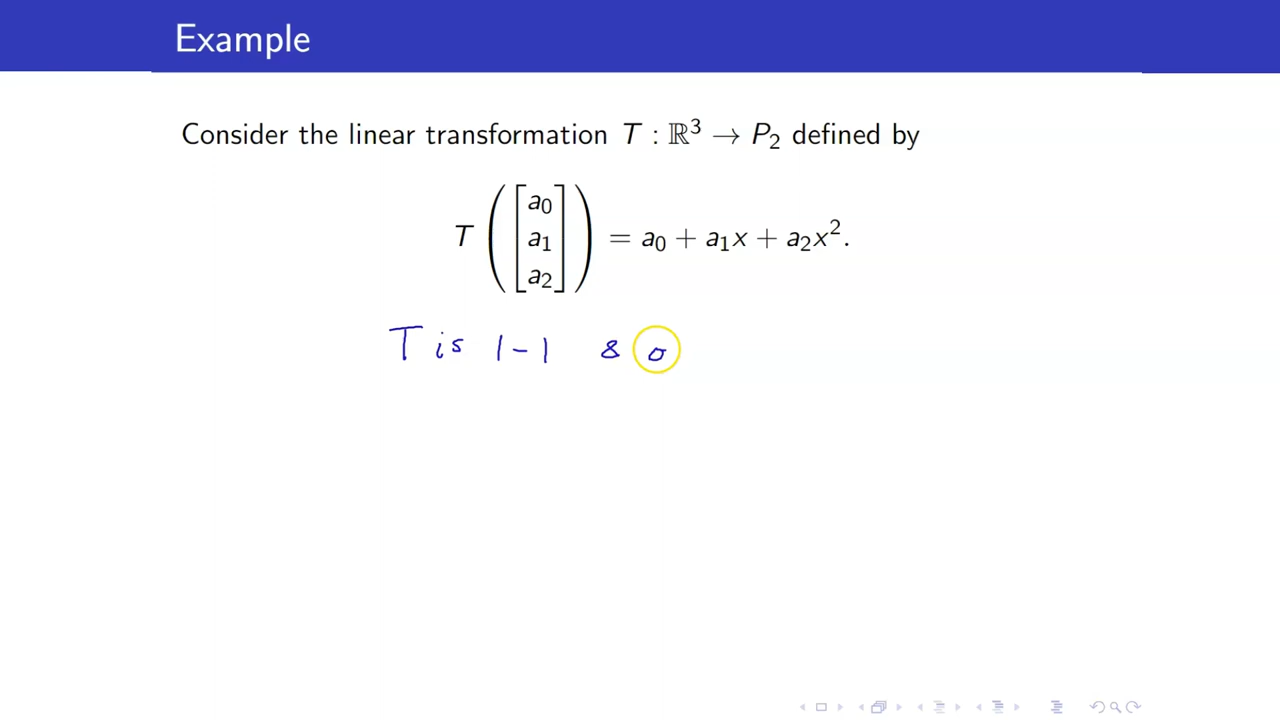 Example
Consider the linear transformation T : ℝ³ → P₂ defined by
T([a₀ a₁ a₂]) = a₀ + a₁x + a₂x².
T is 1-1 & o